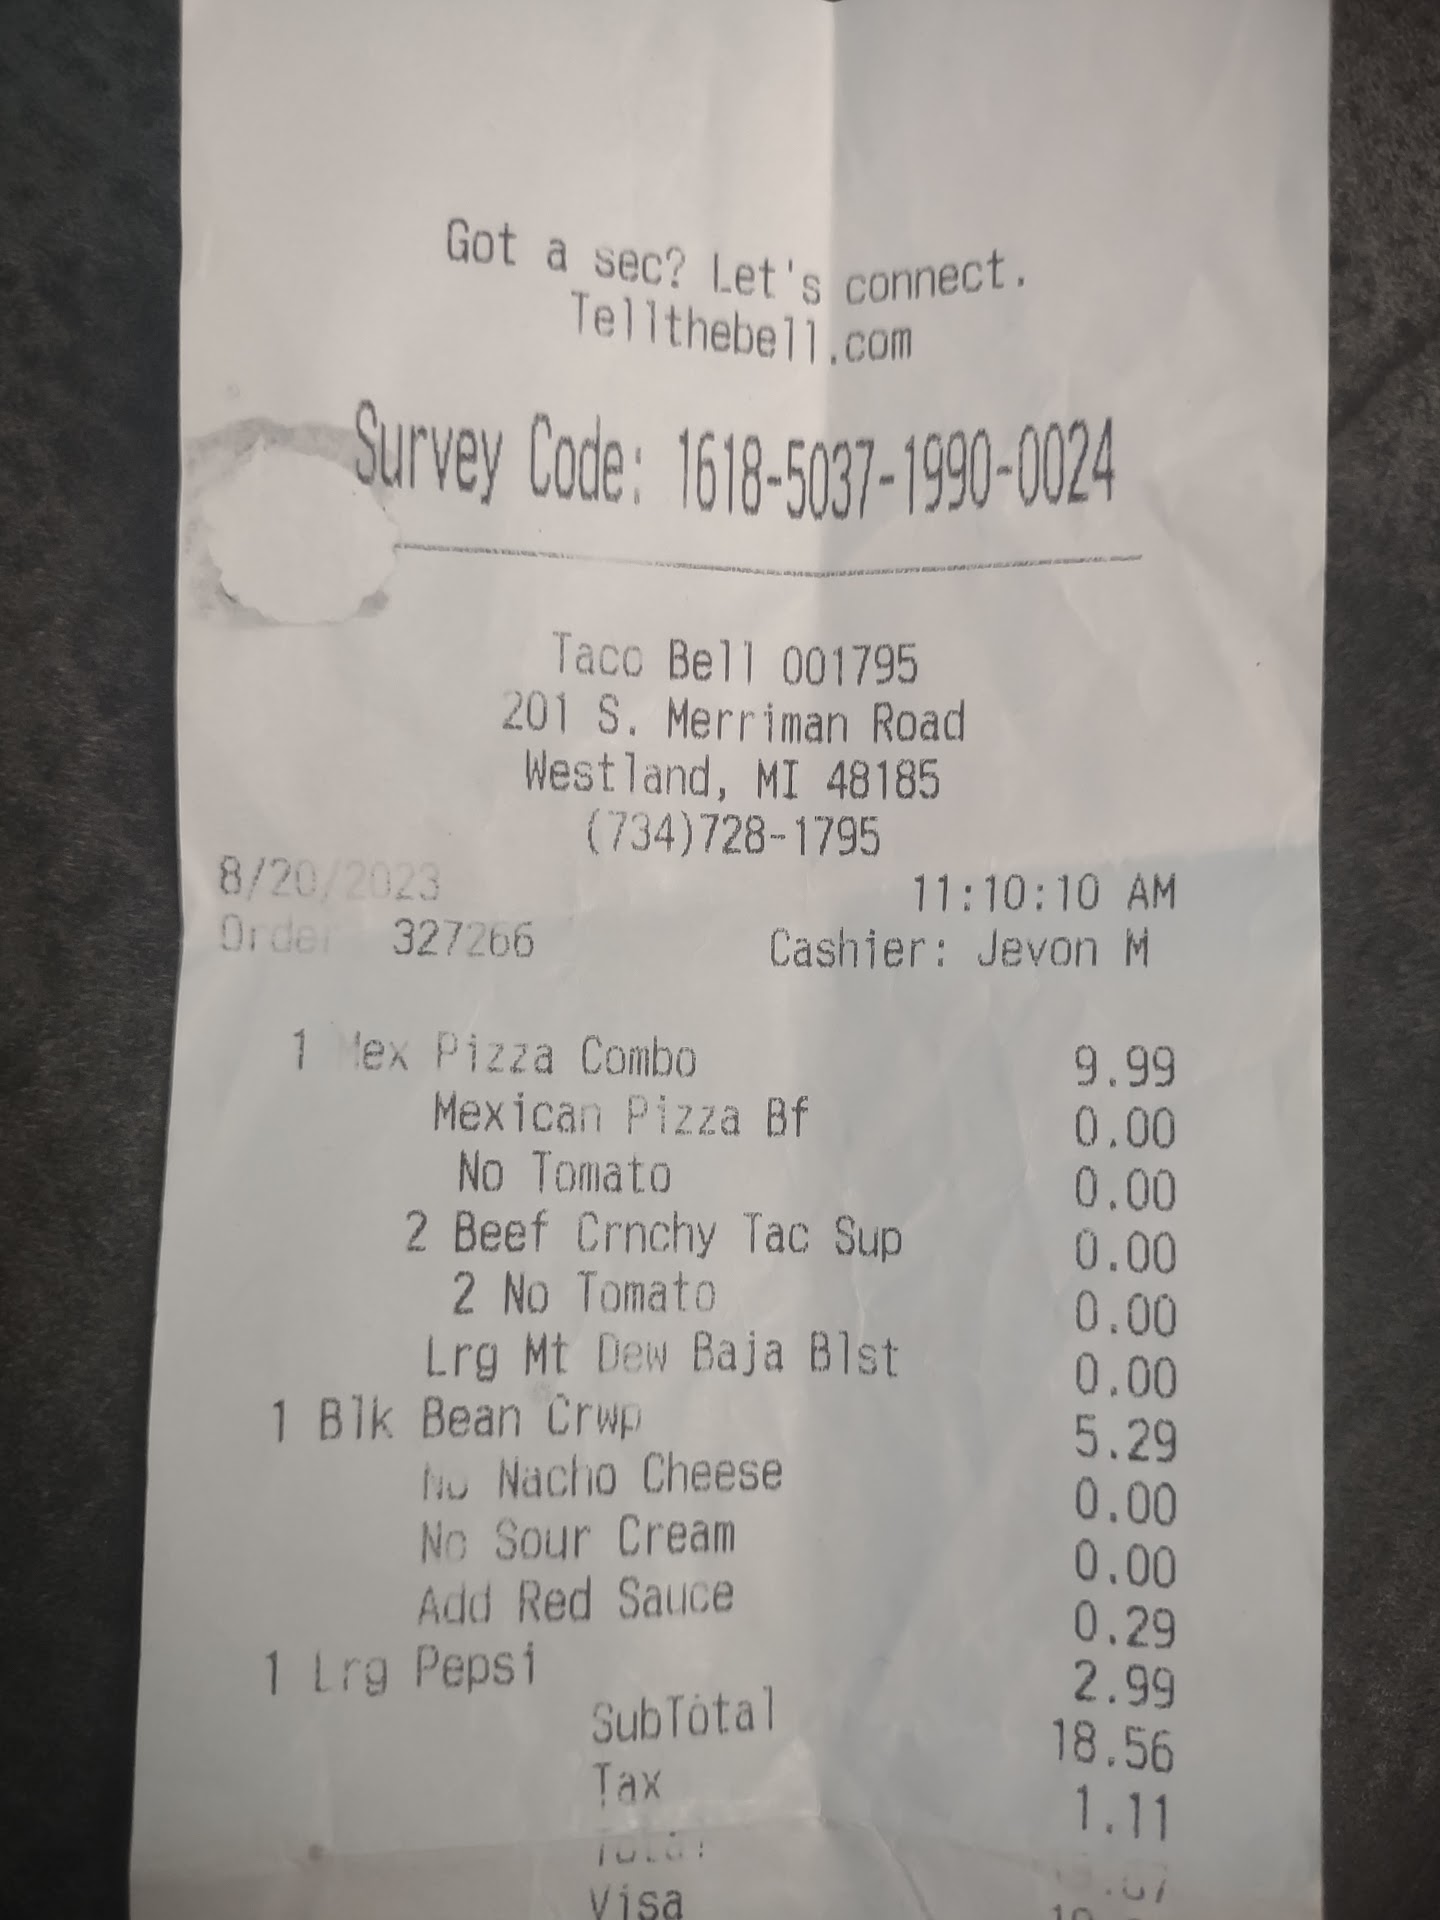 Got a sec? Let's connect.
Tellthebell.com
Survey Code: 1618-5037-1990-0024
Taco Bell 001795
201 S. Merriman Road
Westland, MI 48185
(734)728-1795
8/20/2023 11:10:10 AM
Order 327266 Cashier: Jevon M
1 Mex Pizza Combo 9.99
Mexican Pizza Bf 0.00
No Tomato 0.00
2 Beef Crnchy Tac Sup 0.00
2 No Tomato 0.00
Lrg Mt Dew Baja Blst 0.00
1 Blk Bean Crwp 5.29
No Nacho Cheese 0.00
No Sour Cream 0.00
Add Red Sauce 0.29
1 Lrg Pepsi 2.99
SubTotal 18.56
Tax 1.11
Total
Visa